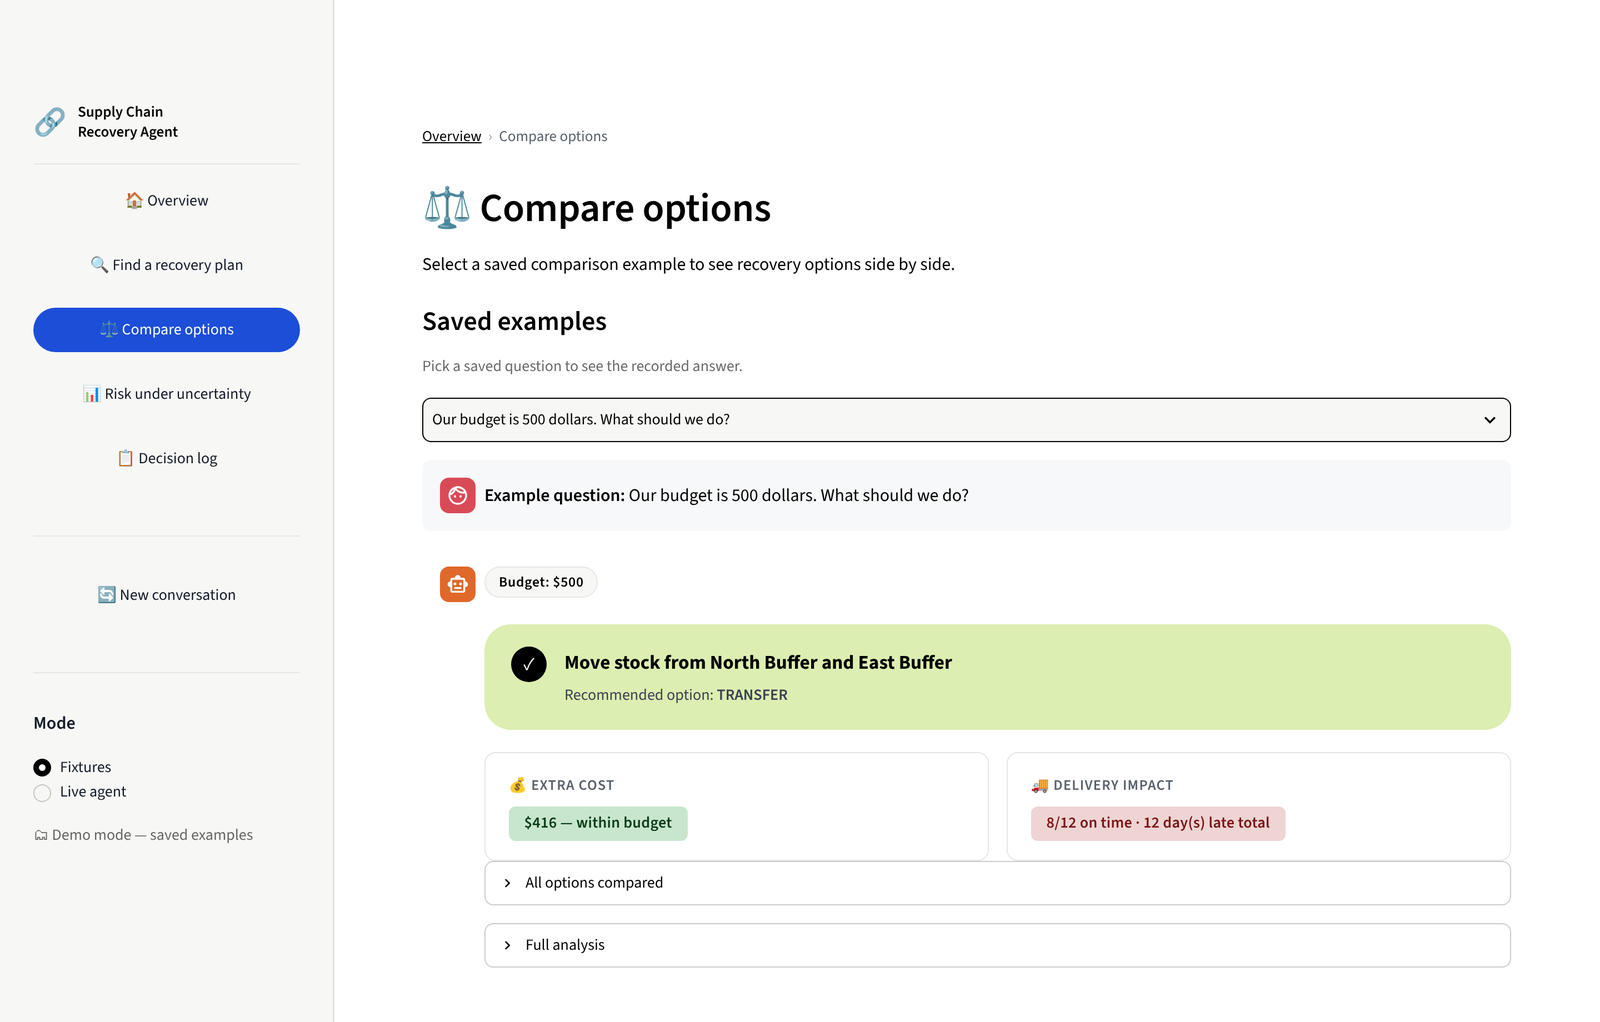 Supply Chain
Recovery Agent
🏠 Overview
🔍 Find a recovery plan
⚖️ Compare options
📊 Risk under uncertainty
📋 Decision log
🔄 New conversation
Mode
Fixtures
Live agent
🗂 Demo mode — saved examples
Overview › Compare options
⚖️ Compare options
Select a saved comparison example to see recovery options side by side.
Saved examples
Pick a saved question to see the recorded answer.
Our budget is 500 dollars. What should we do?
Example question: Our budget is 500 dollars. What should we do?
Budget: $500
✓ Move stock from North Buffer and East Buffer
Recommended option: TRANSFER
💰 EXTRA COST
$416 — within budget
🚚 DELIVERY IMPACT
8/12 on time · 12 day(s) late total
All options compared
Full analysis